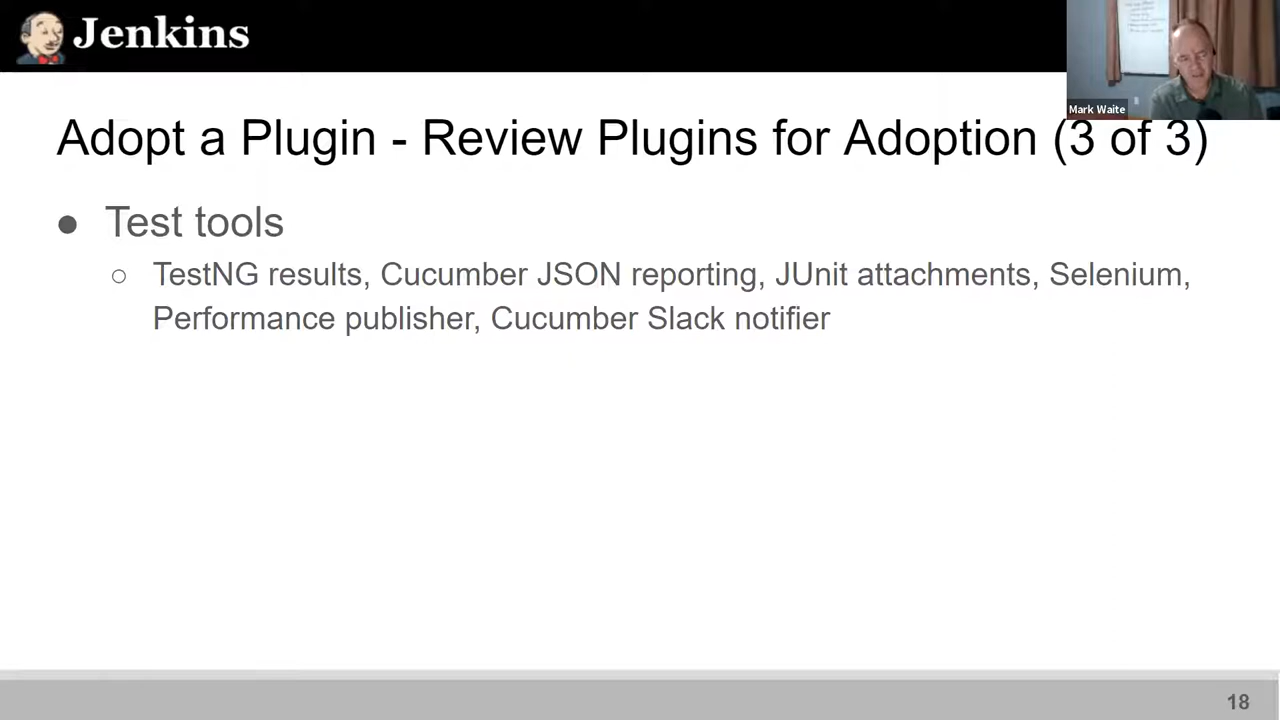 Jenkins
Mark Waite
Adopt a Plugin - Review Plugins for Adoption (3 of 3)
● Test tools
○ TestNG results, Cucumber JSON reporting, JUnit attachments, Selenium,
Performance publisher, Cucumber Slack notifier
18